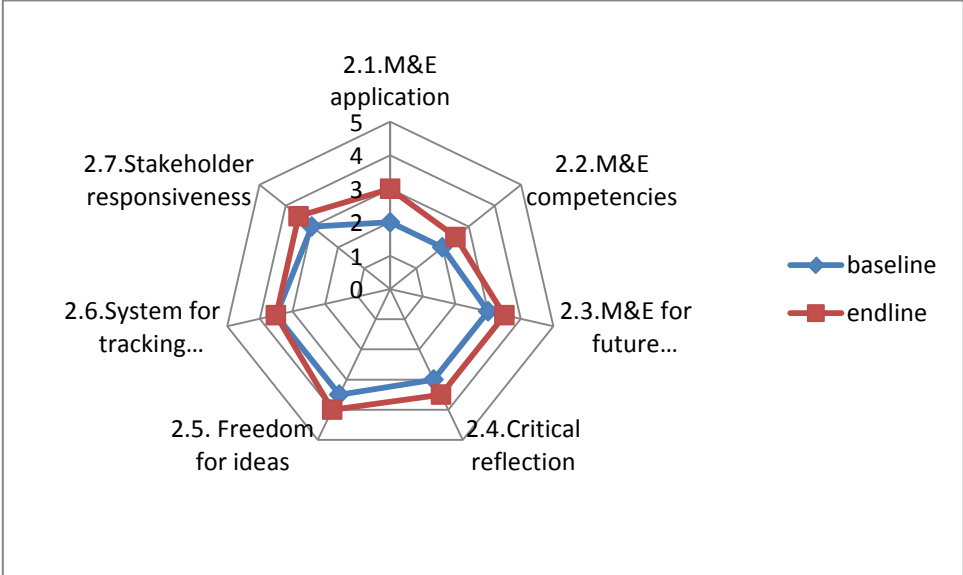 2.1.M&E
application
2.2.M&E
competencies
2.3.M&E for
future...
2.4.Critical
reflection
2.5. Freedom
for ideas
2.6.System for
tracking...
2.7.Stakeholder
responsiveness
5
4
3
2
1
0
baseline
endline